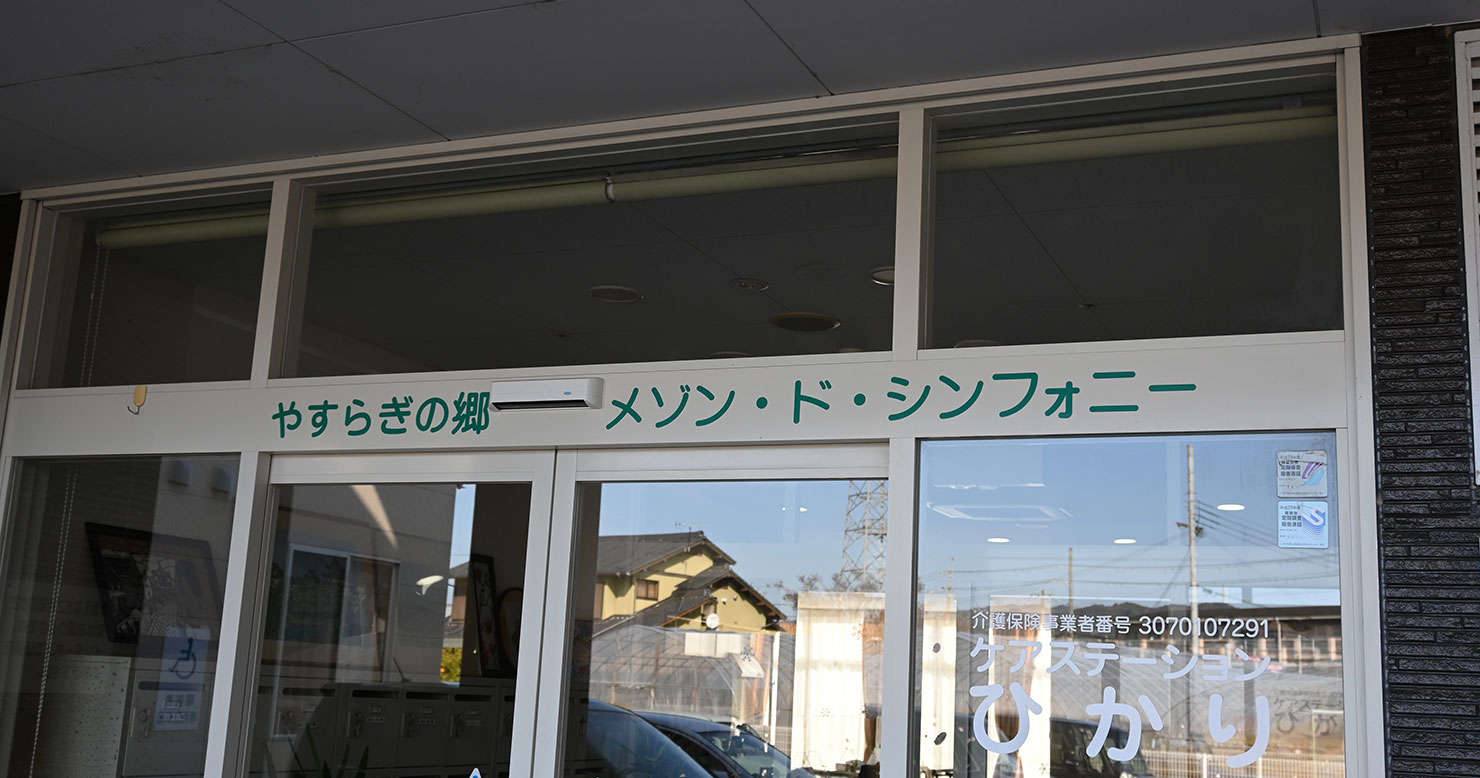 やすらぎの郷 メゾン・ド・シンフォニー
介護保険事業者番号 3070107291
ケアステーション
ひかり